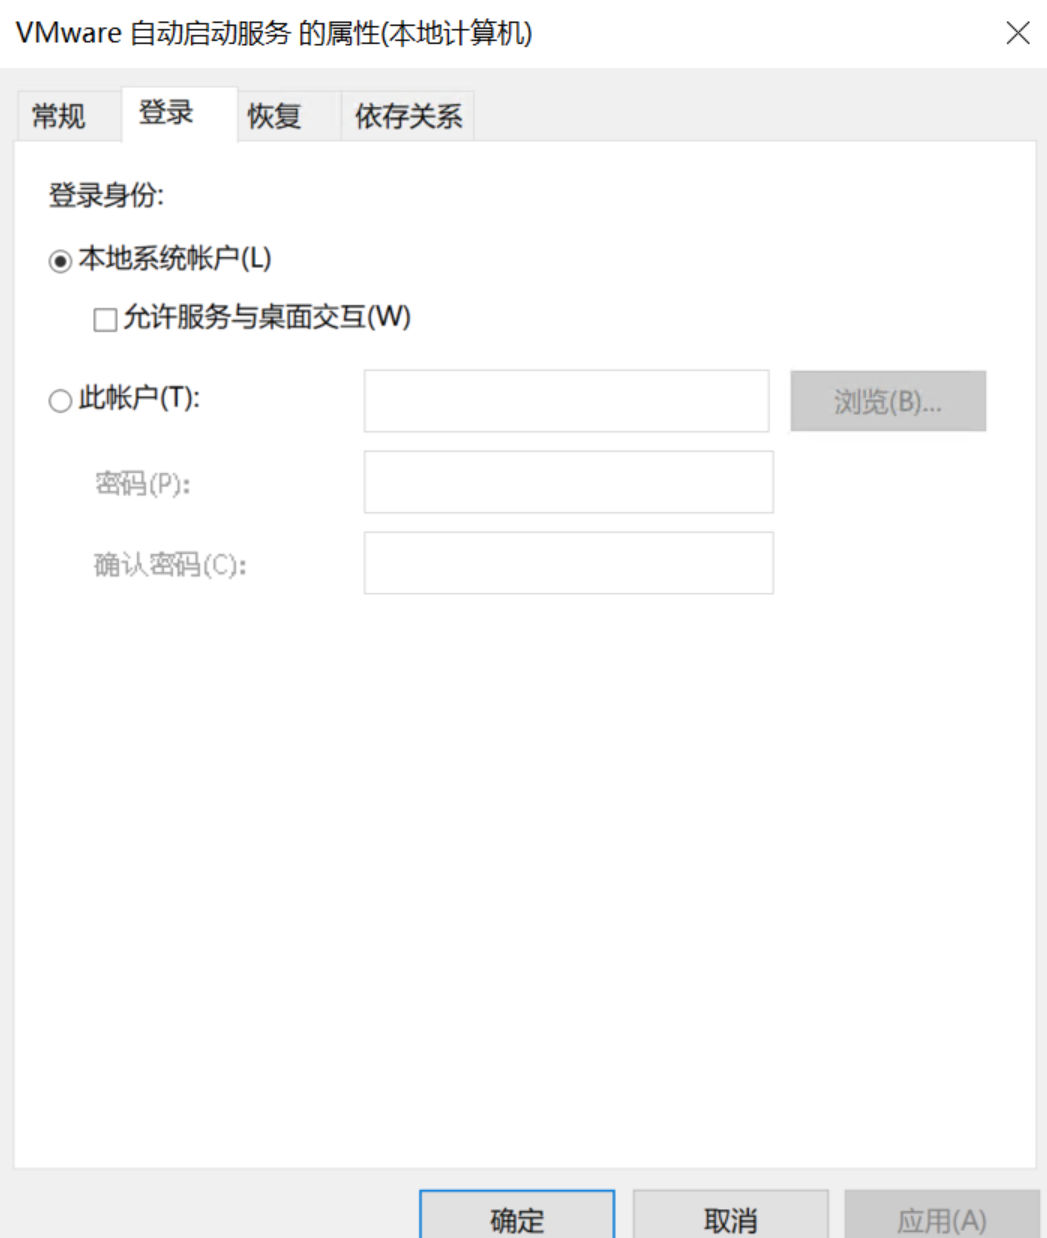 VMware 自动启动服务 的属性(本地计算机)
常规 登录 恢复 依存关系
登录身份:
本地系统帐户(L)
允许服务与桌面交互(W)
此帐户(T): 浏览(B)...
密码(P):
确认密码(C):
确定 取消 应用(A)